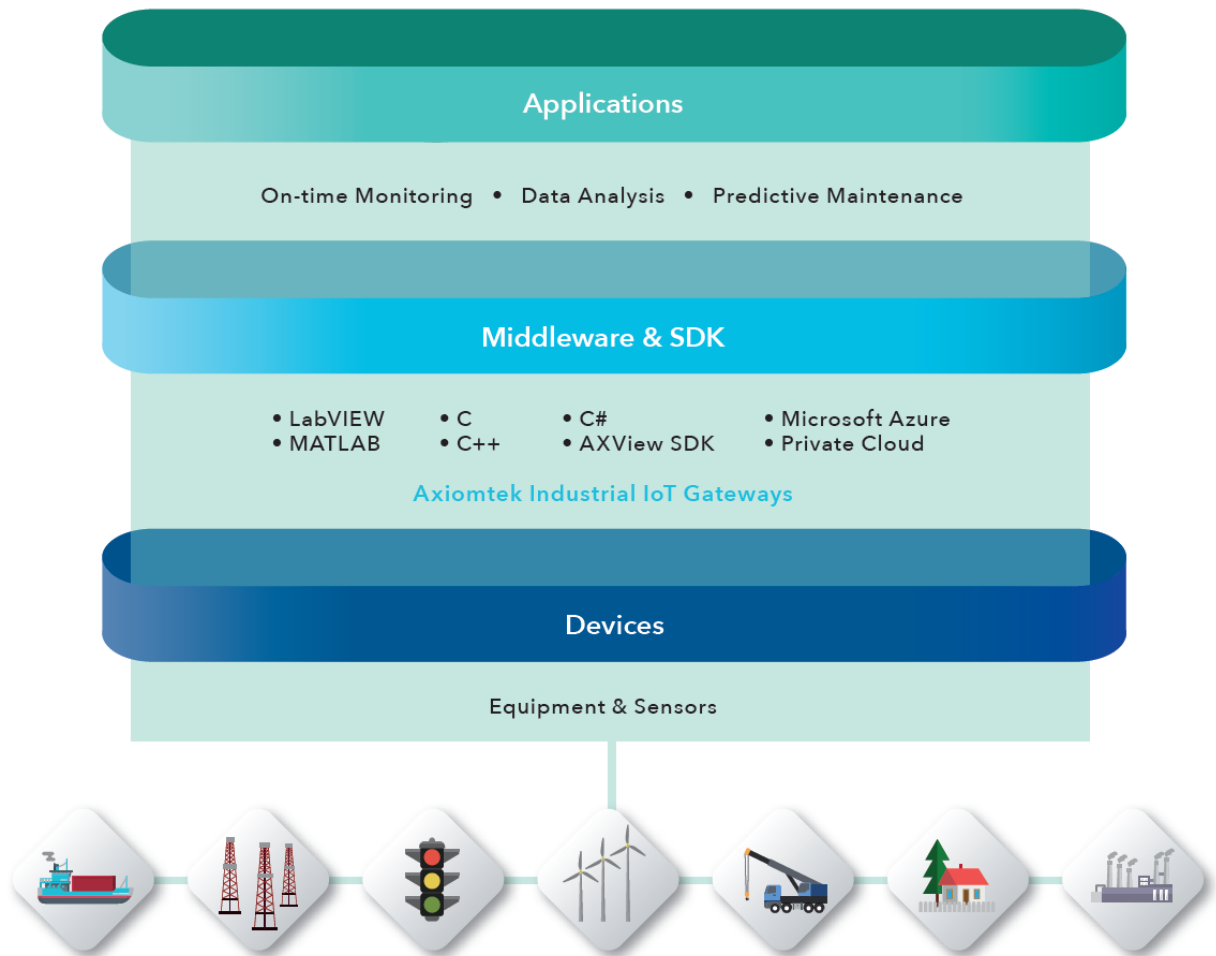 Applications
On-time Monitoring • Data Analysis • Predictive Maintenance
Middleware & SDK
• LabVIEW • C • C# • Microsoft Azure
• MATLAB • C++ • AXView SDK • Private Cloud
Axiomtek Industrial IoT Gateways
Devices
Equipment & Sensors